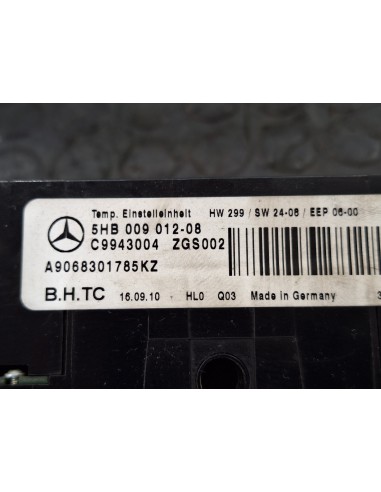 Temp. Einstelleinheit HW 299 / SW 24-08 / EEP 06-00
5HB 009 012-08
C9943004 ZGS002
A9068301785KZ
B.H.TC 16.09.10 HL0 Q03 Made in Germany 3